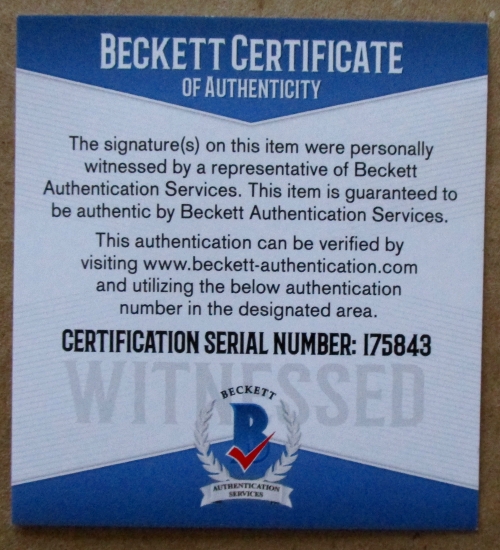 BECKETT CERTIFICATE
OF AUTHENTICITY
The signature(s) on this item were personally
witnessed by a representative of Beckett
Authentication Services. This item is guaranteed to
be authentic by Beckett Authentication Services.
This authentication can be verified by
visiting www.beckett-authentication.com
and utilizing the below authentication
number in the designated area.
CERTIFICATION SERIAL NUMBER: I75843
WITNESSED
BECKETT
B
AUTHENTICATION
SERVICES